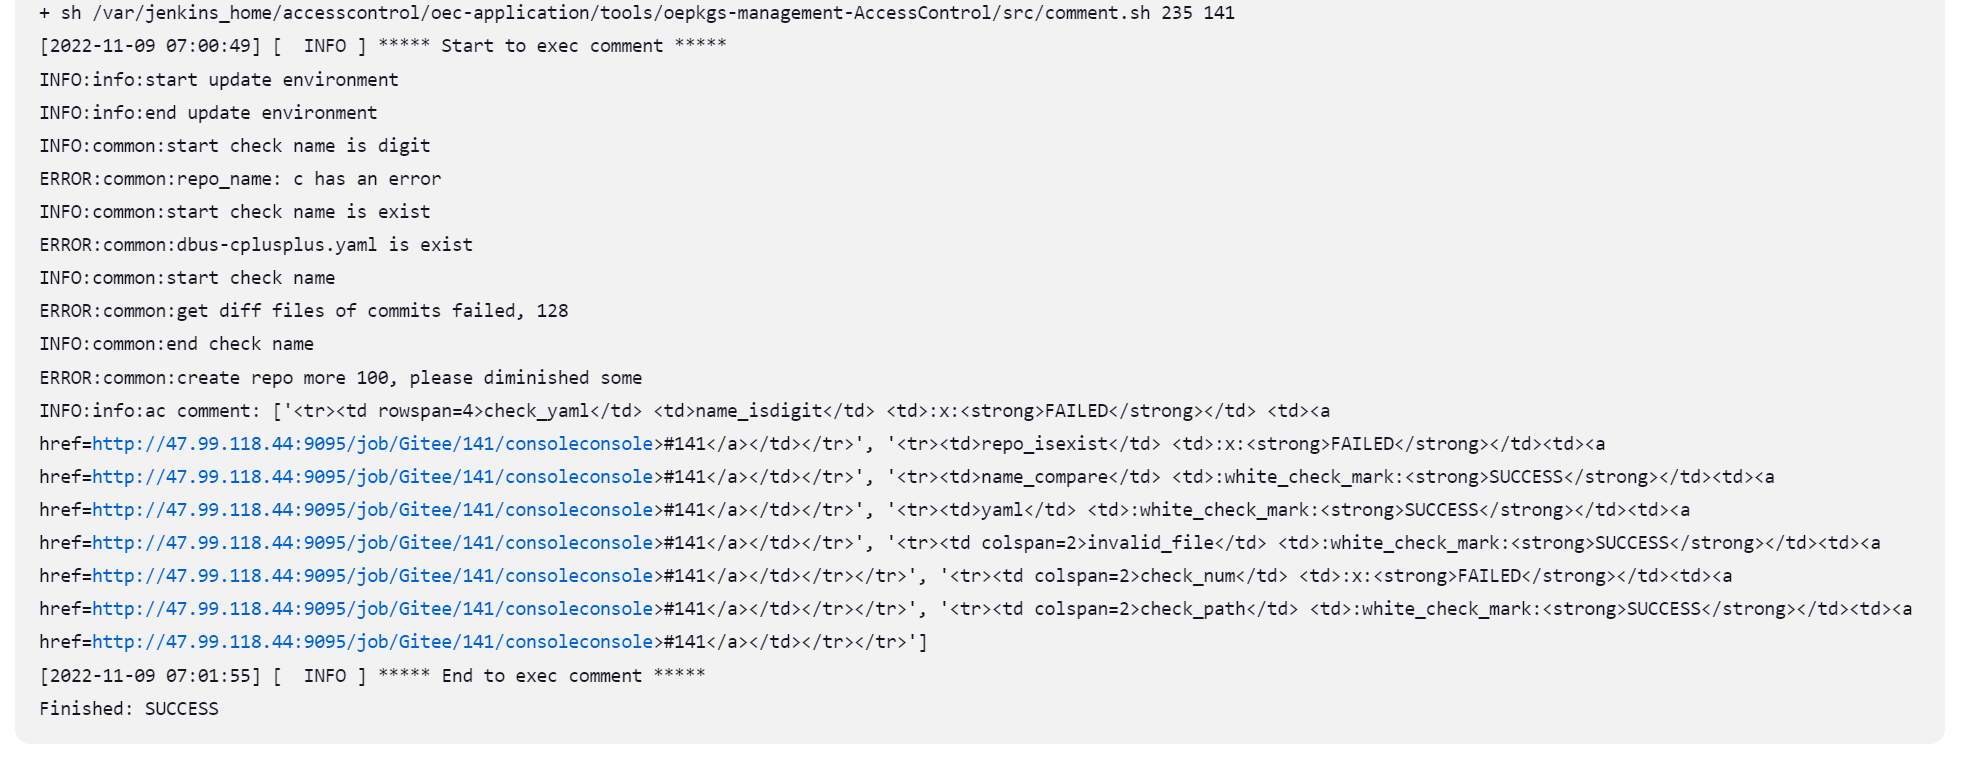 + sh /var/jenkins_home/accesscontrol/oec-application/tools/oepkgs-management-AccessControl/src/comment.sh 235 141
[2022-11-09 07:00:49] [  INFO ] ***** Start to exec comment *****
INFO:info:start update environment
INFO:info:end update environment
INFO:common:start check name is digit
ERROR:common:repo_name: c has an error
INFO:common:start check name is exist
ERROR:common:dbus-cplusplus.yaml is exist
INFO:common:start check name
ERROR:common:get diff files of commits failed, 128
INFO:common:end check name
ERROR:common:create repo more 100, please diminished some
INFO:info:ac comment: ['<tr><td rowspan=4>check_yaml</td> <td>name_isdigit</td> <td>:x:<strong>FAILED</strong></td> <td><a
href=http://47.99.118.44:9095/job/Gitee/141/consoleconsole>#141</a></td></tr>', '<tr><td>repo_isexist</td> <td>:x:<strong>FAILED</strong></td><td><a
href=http://47.99.118.44:9095/job/Gitee/141/consoleconsole>#141</a></td></tr>', '<tr><td>name_compare</td> <td>:white_check_mark:<strong>SUCCESS</strong></td><td><a
href=http://47.99.118.44:9095/job/Gitee/141/consoleconsole>#141</a></td></tr>', '<tr><td>yaml</td> <td>:white_check_mark:<strong>SUCCESS</strong></td><td><a
href=http://47.99.118.44:9095/job/Gitee/141/consoleconsole>#141</a></td></tr>', '<tr><td colspan=2>invalid_file</td> <td>:white_check_mark:<strong>SUCCESS</strong></td><td><a
href=http://47.99.118.44:9095/job/Gitee/141/consoleconsole>#141</a></td></tr></tr>', '<tr><td colspan=2>check_num</td> <td>:x:<strong>FAILED</strong></td><td><a
href=http://47.99.118.44:9095/job/Gitee/141/consoleconsole>#141</a></td></tr></tr>', '<tr><td colspan=2>check_path</td> <td>:white_check_mark:<strong>SUCCESS</strong></td><td><a
href=http://47.99.118.44:9095/job/Gitee/141/consoleconsole>#141</a></td></tr></tr>']
[2022-11-09 07:01:55] [  INFO ] ***** End to exec comment *****
Finished: SUCCESS